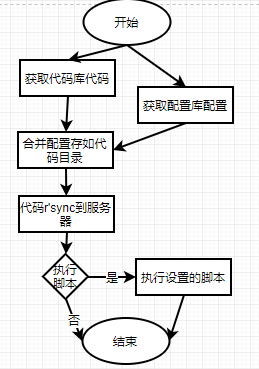 开始
获取代码库代码
获取配置库配置
合并配置存如代
码目录
代码r'sync到服务
器
执行
脚本
是
执行设置的脚本
否
结束